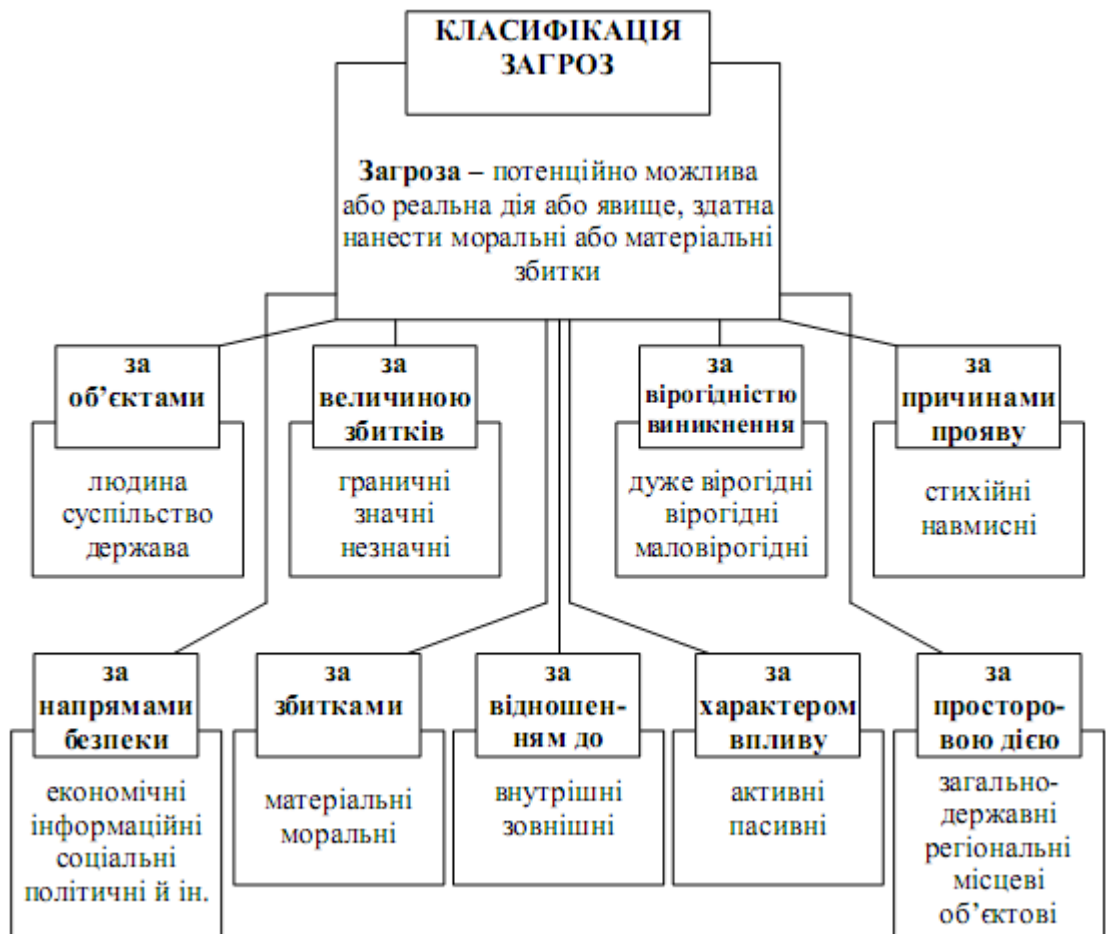 КЛАСИФІКАЦІЯ
ЗАГРОЗ
Загроза – потенційно можлива
або реальна дія або явище, здатна
нанести моральні або матеріальні
збитки
за
об’єктами
людина
суспільство
держава
за
величиною
збитків
граничні
значні
незначні
за
вірогідністю
виникнення
дуже вірогідні
вірогідні
маловірогідні
за
причинами
прояву
стихійні
навмисні
за
напрямами
безпеки
економічні
інформаційні
соціальні
політичні й ін.
за
збитками
матеріальні
моральні
за
відношен-
ням до
внутрішні
зовнішні
за
характером
впливу
активні
пасивні
за
просторо-
вою дією
загально-
державні
регіональні
місцеві
об’єктові